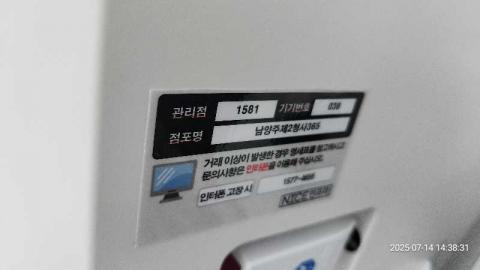 관리점 1581 기기번호 038
점포명 남양주제2청사365
거래 이상이 발생한 경우 명세표를 참고하시고
문의사항은 인터폰을 이용해 주십시오.
인터폰 고장 시 1577-4655
NICE
2025-07-14 14:38:31